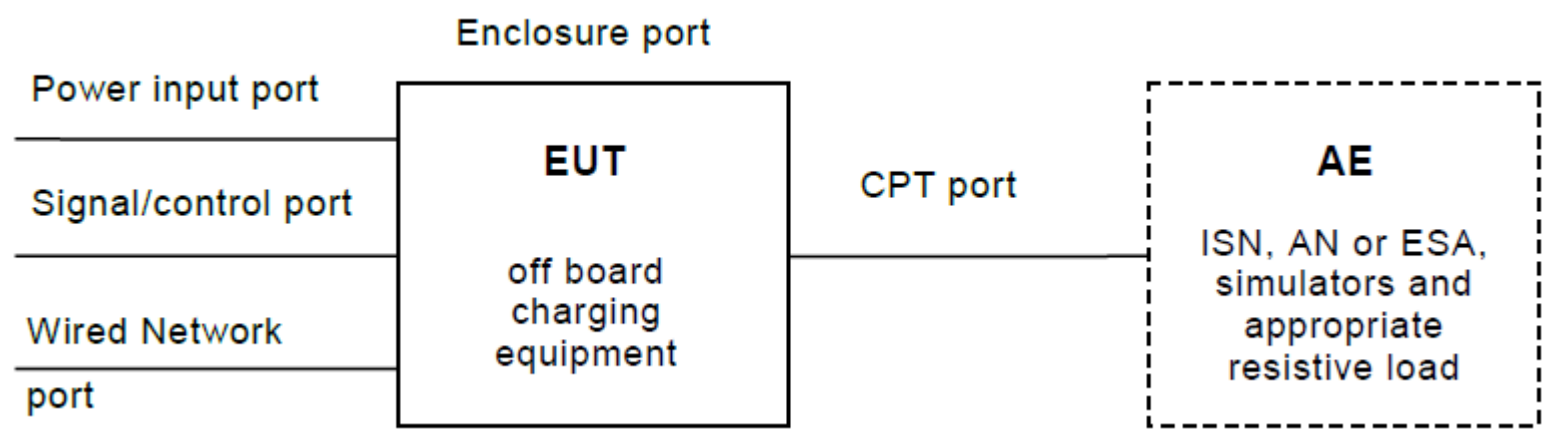 Enclosure port
Power input port
Signal/control port
Wired Network
port
EUT
off board
charging
equipment
CPT port
AE
ISN, AN or ESA,
simulators and
appropriate
resistive load